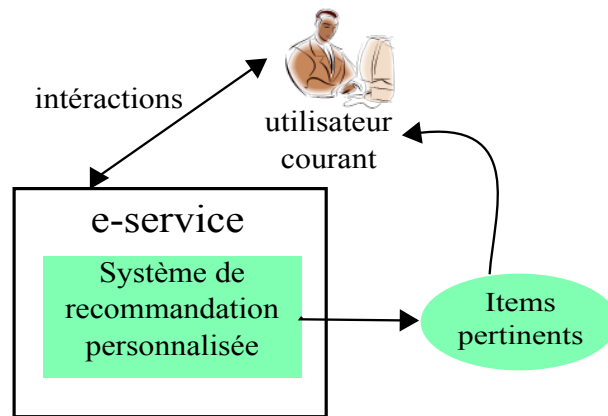 intéractions
utilisateur
courant
e-service
Système de
recommandation
personnalisée
Items
pertinents